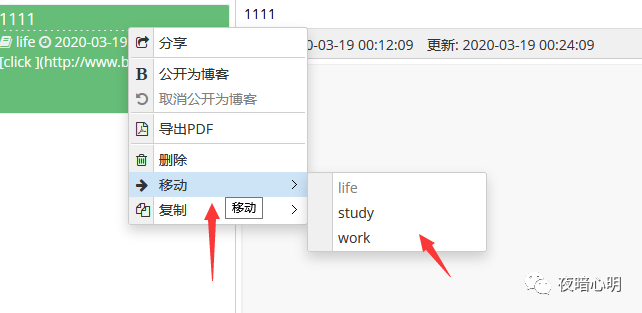 1111
life 2020-03-19
[click ](http://www.b
1111
03-19 00:12:09 更新: 2020-03-19 00:24:09
分享
B 公开为博客
取消公开为博客
导出PDF
删除
移动
复制
移动
life
study
work
夜暗心明